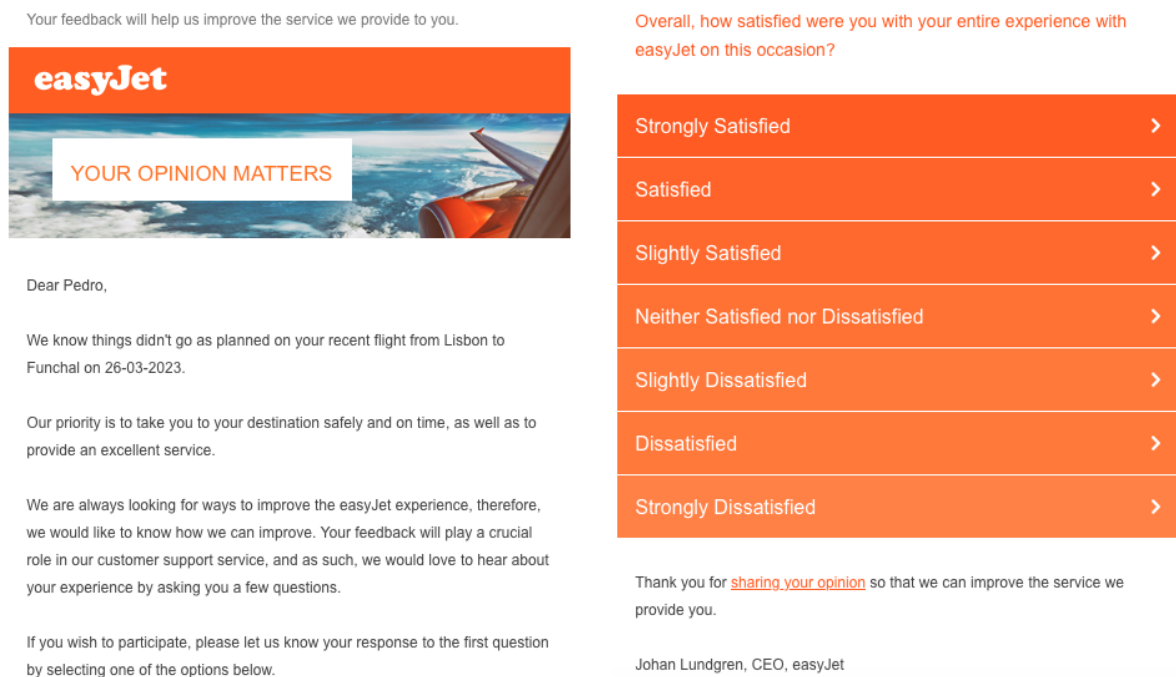 Your feedback will help us improve the service we provide to you.
easyJet
YOUR OPINION MATTERS
Dear Pedro,
We know things didn't go as planned on your recent flight from Lisbon to
Funchal on 26-03-2023.
Our priority is to take you to your destination safely and on time, as well as to
provide an excellent service.
We are always looking for ways to improve the easyJet experience, therefore,
we would like to know how we can improve. Your feedback will play a crucial
role in our customer support service, and as such, we would love to hear about
your experience by asking you a few questions.
If you wish to participate, please let us know your response to the first question
by selecting one of the options below.
Overall, how satisfied were you with your entire experience with
easyJet on this occasion?
Strongly Satisfied
Satisfied
Slightly Satisfied
Neither Satisfied nor Dissatisfied
Slightly Dissatisfied
Dissatisfied
Strongly Dissatisfied
Thank you for sharing your opinion so that we can improve the service we
provide you.
Johan Lundgren, CEO, easyJet